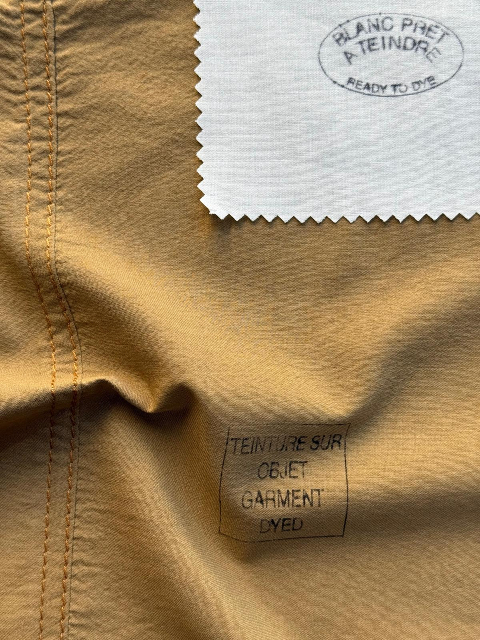 BLANC PRET
A TEINDRE
READY TO DYE
TEINTURE SUR
OBJET
GARMENT
DYED